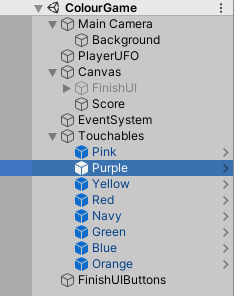 ColourGame
Main Camera
Background
PlayerUFO
Canvas
FinishUI
Score
EventSystem
Touchables
Pink
Purple
Yellow
Red
Navy
Green
Blue
Orange
FinishUIButtons